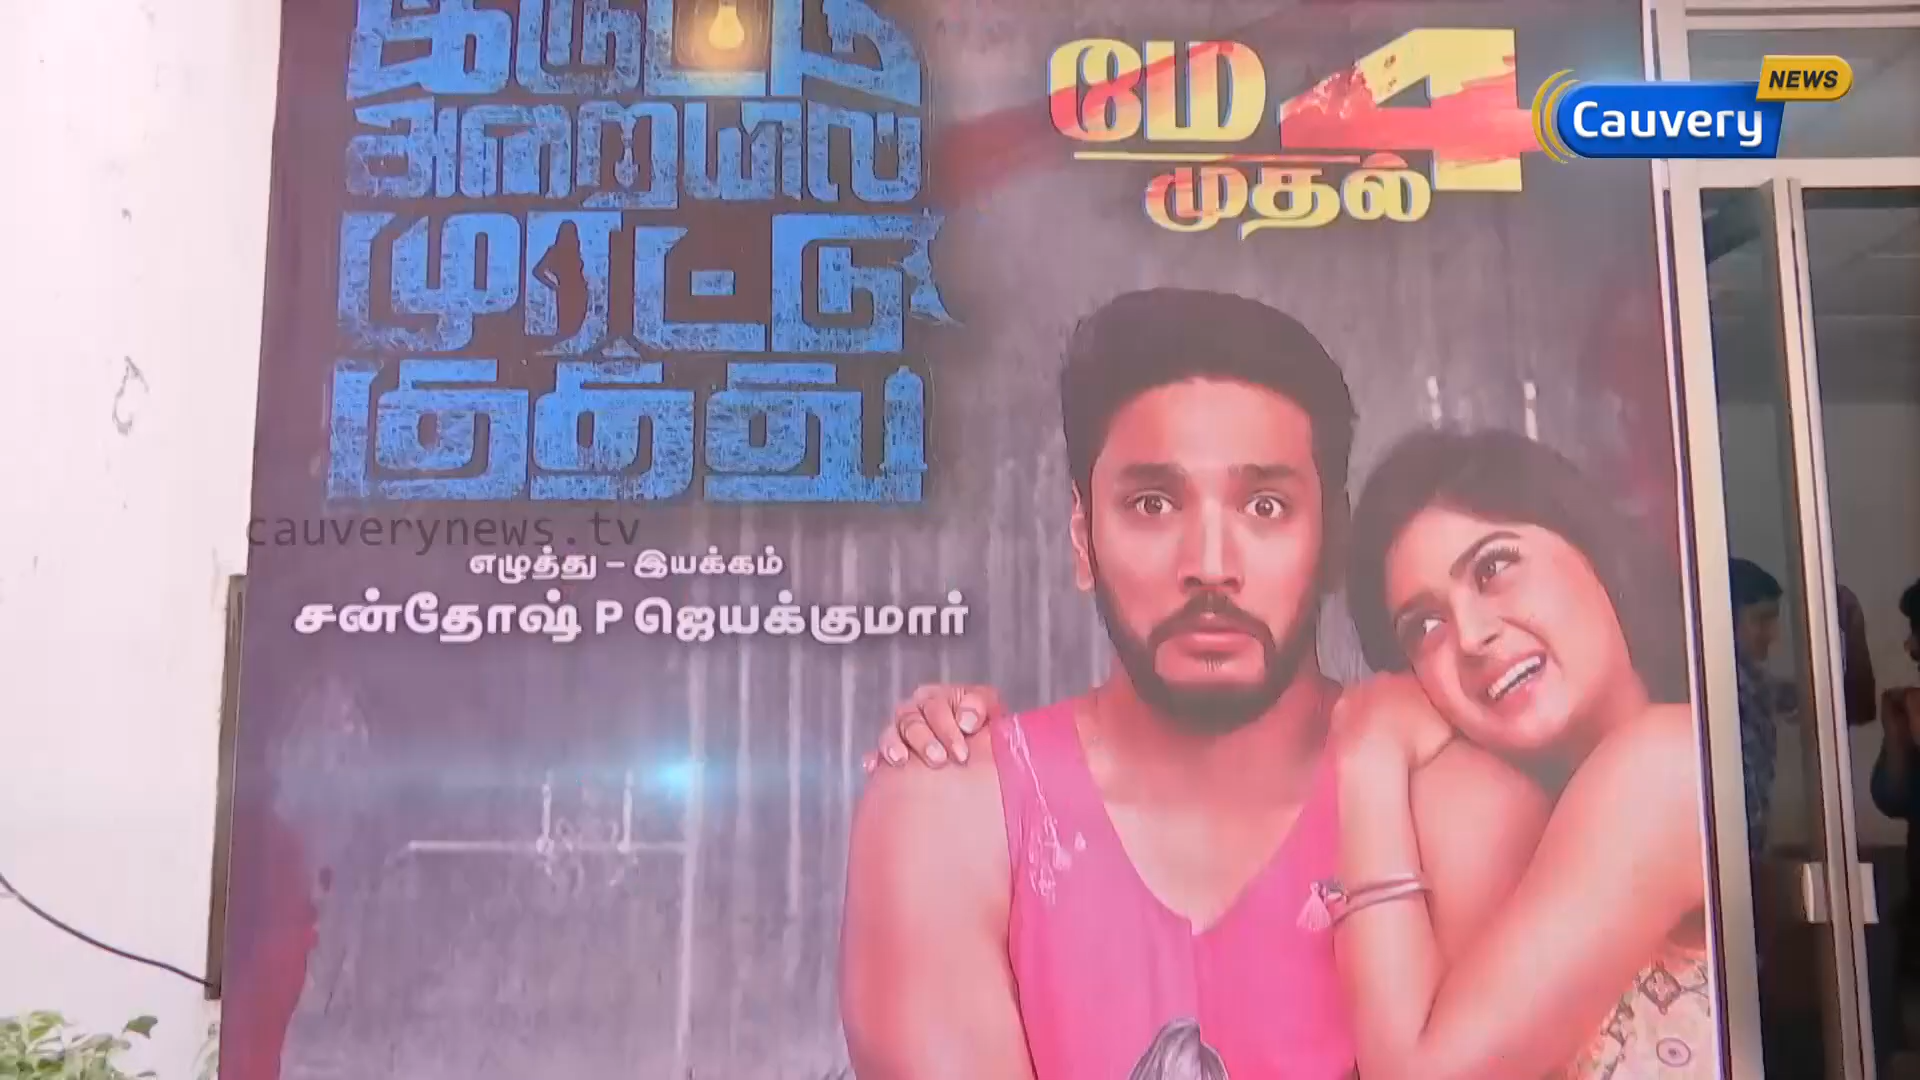 இருட்டு
அறையில்
முரட்டு
குத்து
மே 4
முதல்
NEWS
Cauvery
cauverynews.tv
எழுத்து – இயக்கம்
சன்தோஷ் P ஜெயக்குமார்